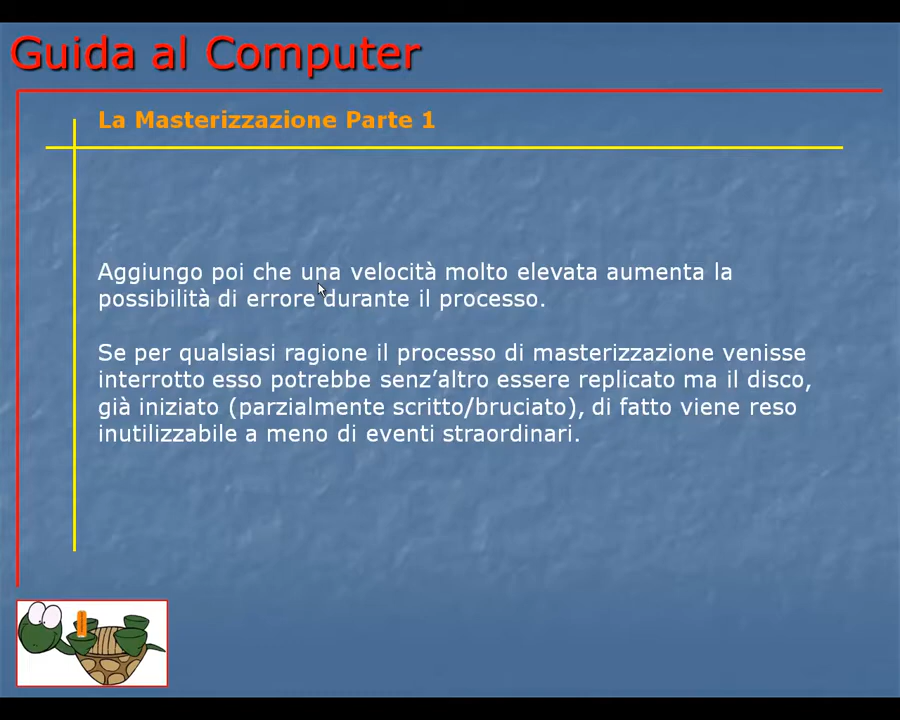 Guida al Computer
La Masterizzazione Parte 1
Aggiungo poi che una velocità molto elevata aumenta la
possibilità di errore durante il processo.
Se per qualsiasi ragione il processo di masterizzazione venisse
interrotto esso potrebbe senz’altro essere replicato ma il disco,
già iniziato (parzialmente scritto/bruciato), di fatto viene reso
inutilizzabile a meno di eventi straordinari.